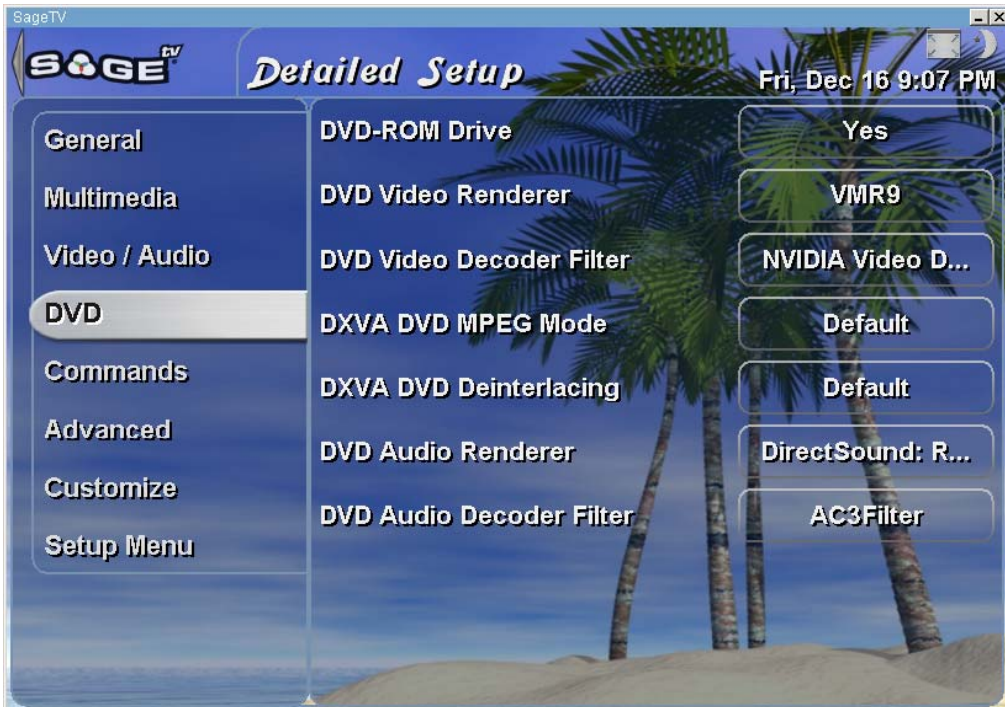 SageTV
SAGE tv
Detailed Setup
Fri, Dec 16 9:07 PM
General
Multimedia
Video / Audio
DVD
Commands
Advanced
Customize
Setup Menu
DVD-ROM Drive Yes
DVD Video Renderer VMR9
DVD Video Decoder Filter NVIDIA Video D...
DXVA DVD MPEG Mode Default
DXVA DVD Deinterlacing Default
DVD Audio Renderer DirectSound: R...
DVD Audio Decoder Filter AC3Filter